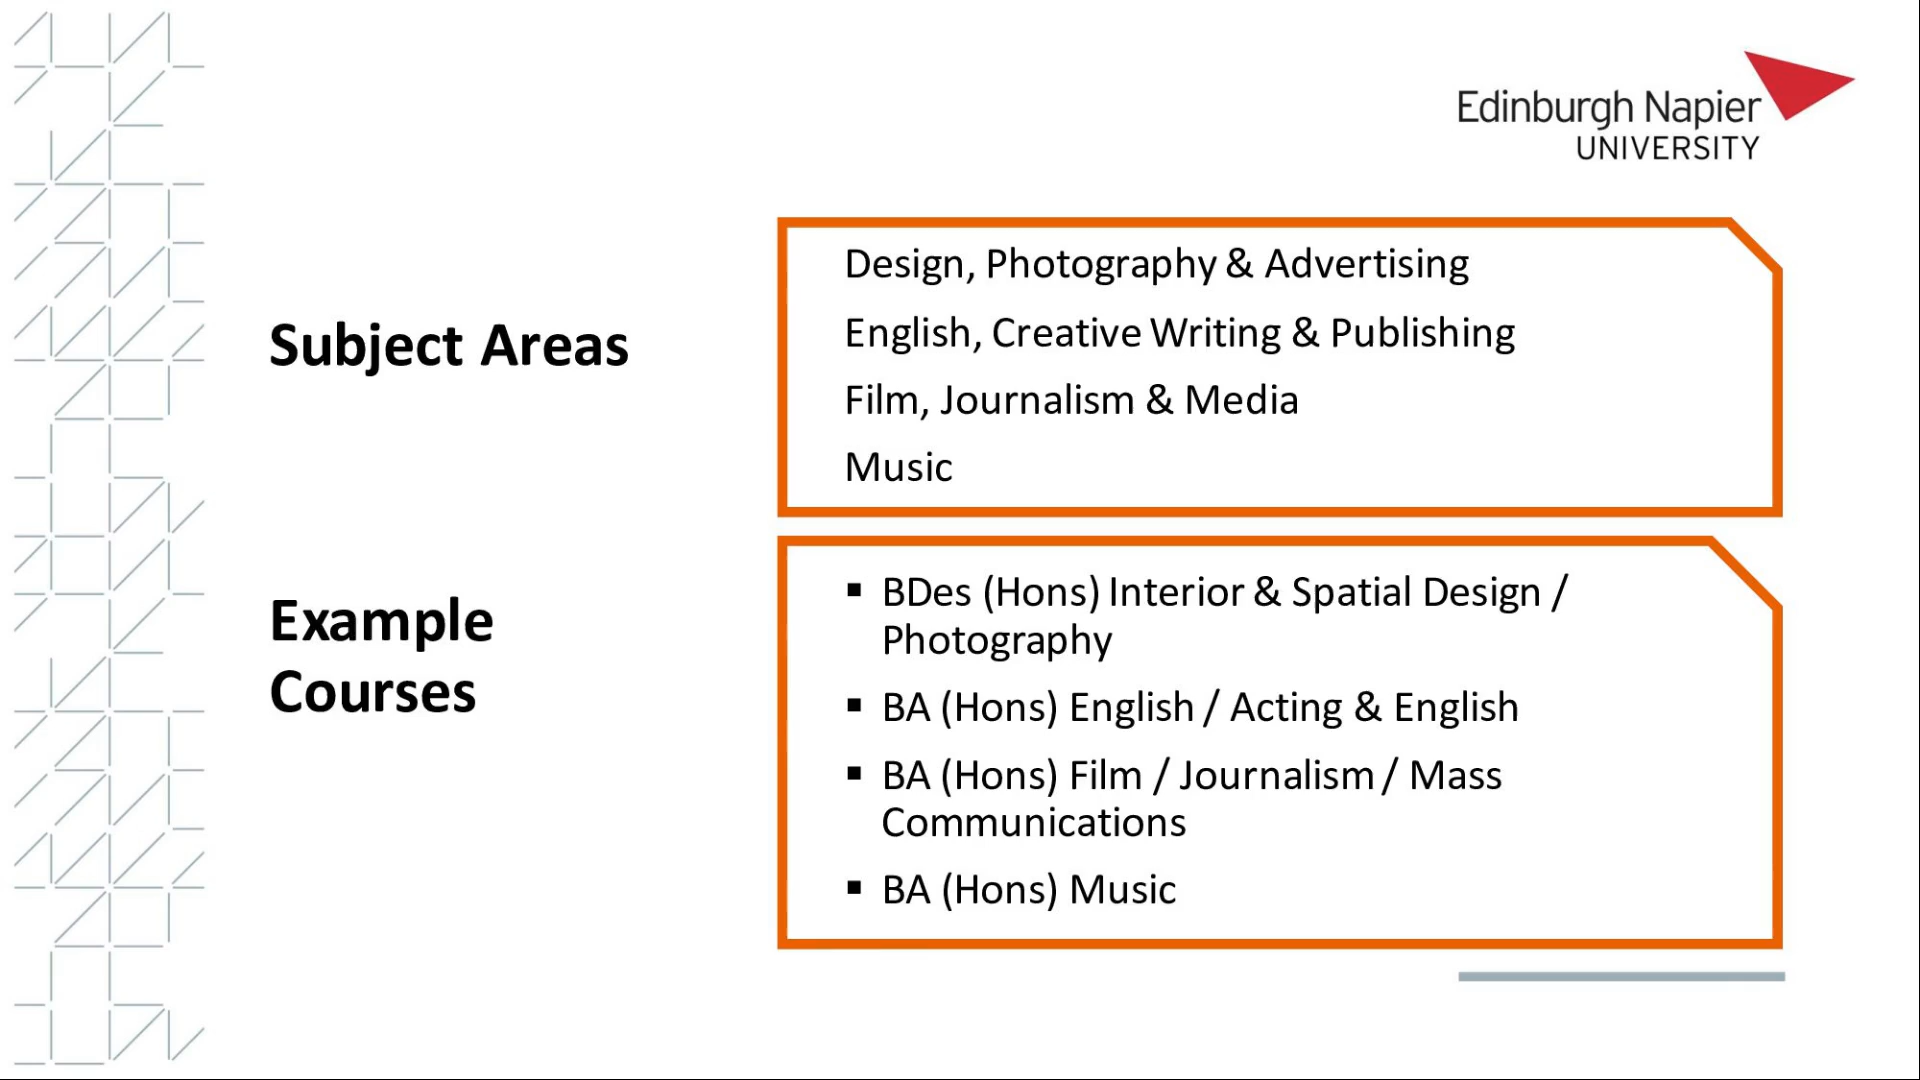 Edinburgh Napier
UNIVERSITY
Subject Areas
Design, Photography & Advertising
English, Creative Writing & Publishing
Film, Journalism & Media
Music
Example
Courses
▪ BDes (Hons) Interior & Spatial Design /
Photography
▪ BA (Hons) English / Acting & English
▪ BA (Hons) Film / Journalism / Mass
Communications
▪ BA (Hons) Music